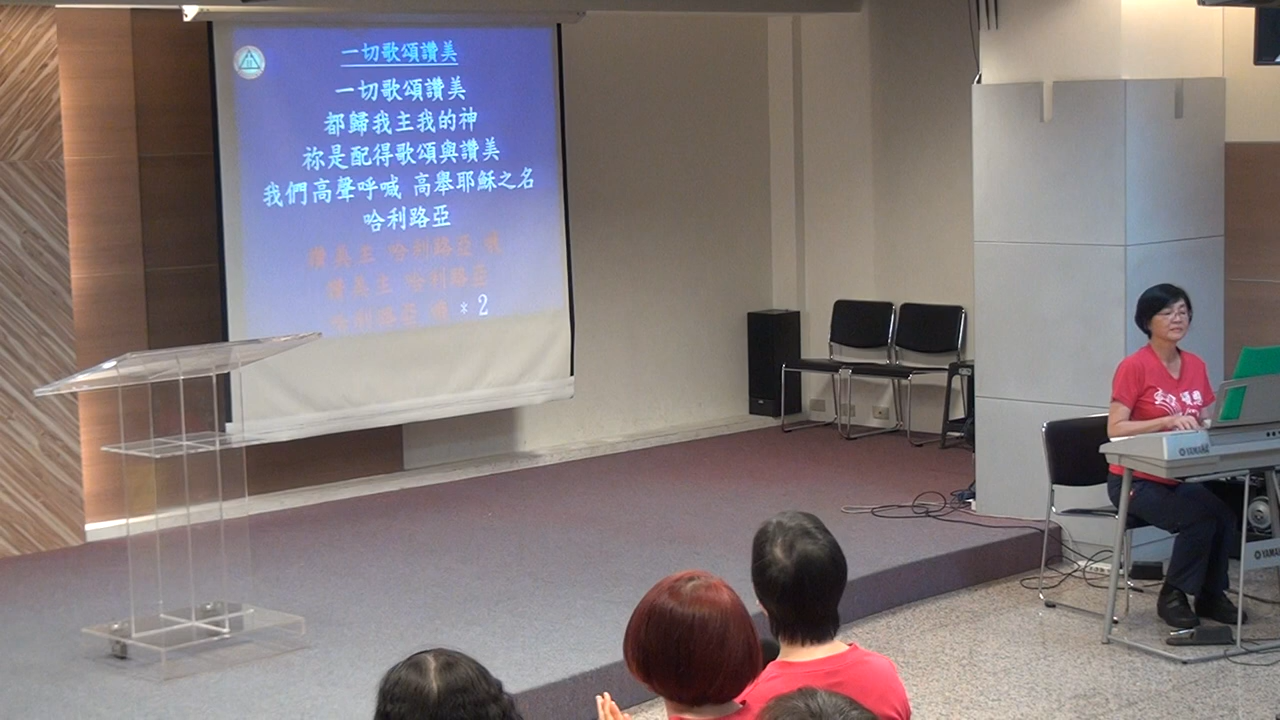 一切歌頌讚美
一切歌頌讚美
都歸我主我的神
祢是配得歌頌與讚美
我們高聲呼喊 高舉耶穌之名
哈利路亞
讚美主 哈利路亞
讚美主 哈利路亞
哈利路亞 *2
YAMAHA
YAMAHA